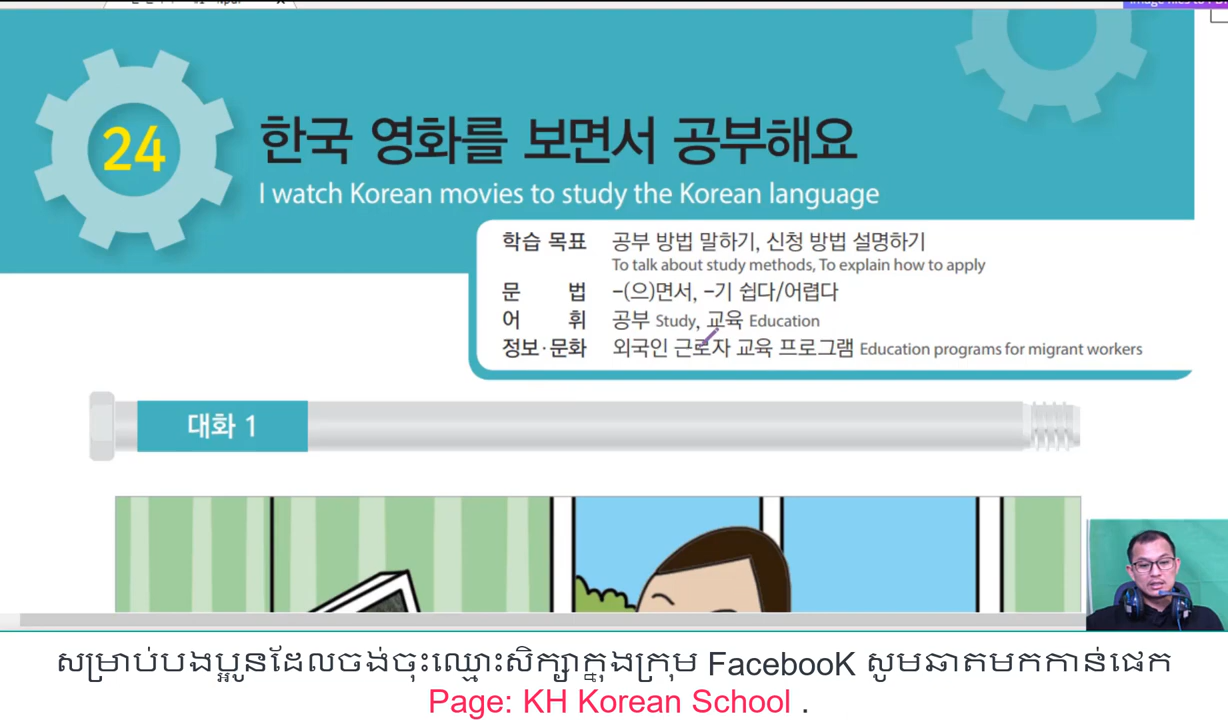 24
한국 영화를 보면서 공부해요
I watch Korean movies to study the Korean language
학습 목표 공부 방법 말하기, 신청 방법 설명하기
To talk about study methods, To explain how to apply
문 법 -(으)면서, -기 쉽다/어렵다
어 휘 공부 Study, 교육 Education
정보·문화 외국인 근로자 교육 프로그램 Education programs for migrant workers
대화 1
សម្រាប់បងប្អូនដែលចង់ចុះឈ្មោះសិក្សាក្នុងក្រុម FacebooK សូមឆាតមកកាន់ផេក
Page: KH Korean School .